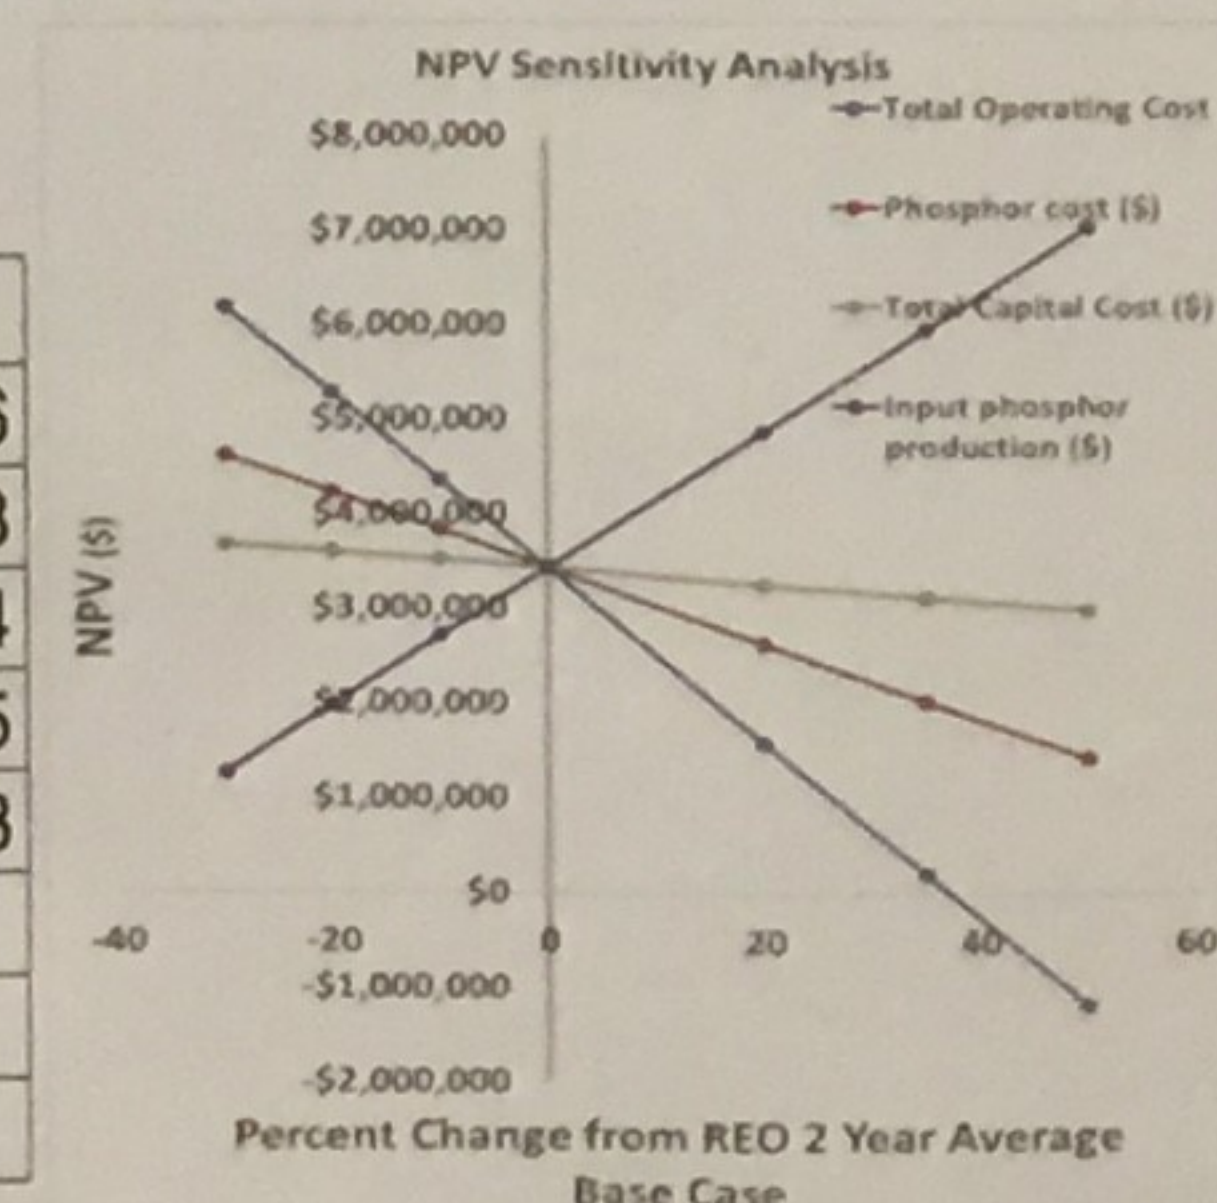 NPV Sensitivity Analysis
Total Operating Cost
$8,000,000
Phosphor cost ($)
$7,000,000
Total Capital Cost ($)
$6,000,000
Input phosphor
production ($)
$5,000,000
$4,000,000
NPV ($)
$3,000,000
$2,000,000
$1,000,000
$0
-40 -20 0 20 40 60
-$1,000,000
-$2,000,000
Percent Change from REO 2 Year Average
Base Case